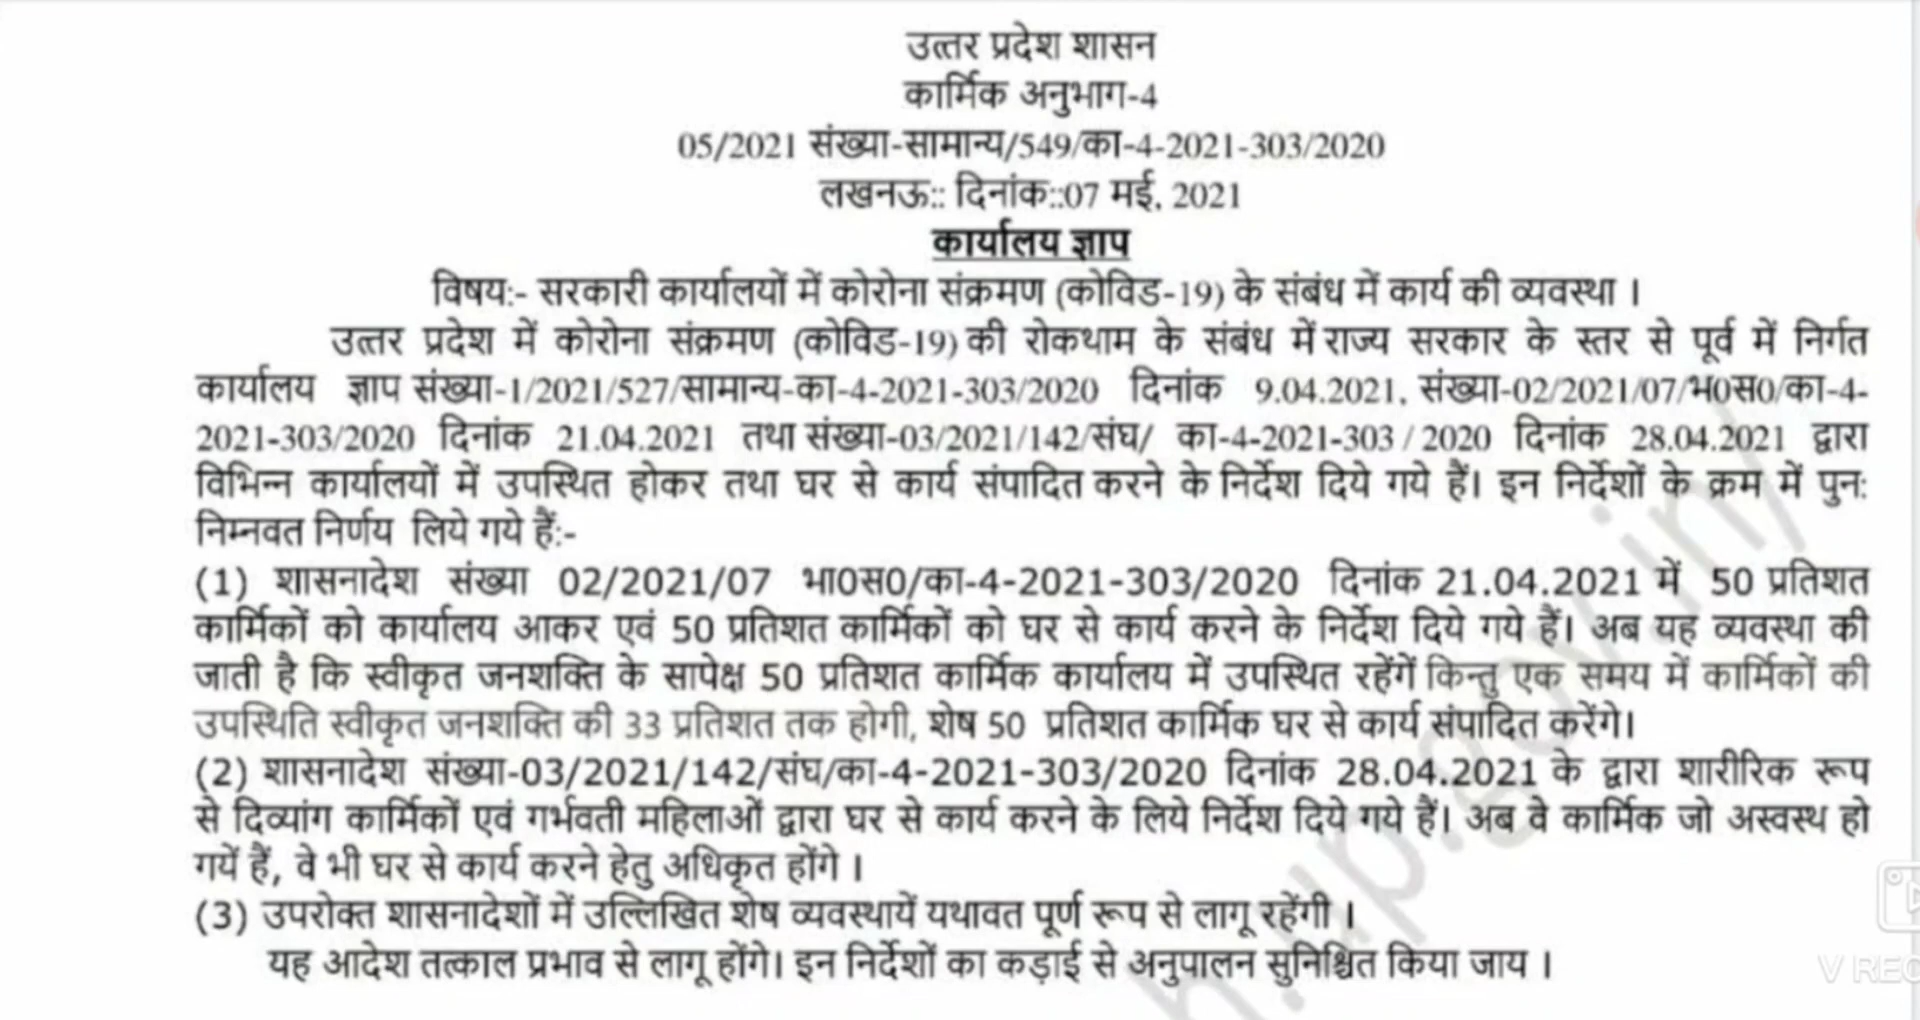 उत्तर प्रदेश शासन
कार्मिक अनुभाग-4
05/2021 संख्या-सामान्य/549/का-4-2021-303/2020
लखनऊ:: दिनांक::07 मई, 2021
कार्यालय ज्ञाप
विषय:- सरकारी कार्यालयों में कोरोना संक्रमण (कोविड-19) के संबंध में कार्य की व्यवस्था ।
उत्तर प्रदेश में कोरोना संक्रमण (कोविड-19) की रोकथाम के संबंध में राज्य सरकार के स्तर से पूर्व में निर्गत
कार्यालय ज्ञाप संख्या-1/2021/527/सामान्य-का-4-2021-303/2020 दिनांक 9.04.2021, संख्या-02/2021/07/भ0स0/का-4-
2021-303/2020 दिनांक 21.04.2021 तथा संख्या-03/2021/142/संघ/ का-4-2021-303 / 2020 दिनांक 28.04.2021 द्वारा
विभिन्न कार्यालयों में उपस्थित होकर तथा घर से कार्य संपादित करने के निर्देश दिये गये हैं। इन निर्देशों के क्रम में पुन:
निम्नवत निर्णय लिये गये हैं:-
(1) शासनादेश संख्या 02/2021/07 भा0स0/का-4-2021-303/2020 दिनांक 21.04.2021 में 50 प्रतिशत
कार्मिकों को कार्यालय आकर एवं 50 प्रतिशत कार्मिकों को घर से कार्य करने के निर्देश दिये गये हैं। अब यह व्यवस्था की
जाती है कि स्वीकृत जनशक्ति के सापेक्ष 50 प्रतिशत कार्मिक कार्यालय में उपस्थित रहेंगें किन्तु एक समय में कार्मिकों की
उपस्थिति स्वीकृत जनशक्ति की 33 प्रतिशत तक होगी, शेष 50 प्रतिशत कार्मिक घर से कार्य संपादित करेंगे।
(2) शासनादेश संख्या-03/2021/142/संघ/का-4-2021-303/2020 दिनांक 28.04.2021 के द्वारा शारीरिक रूप
से दिव्यांग कार्मिकों एवं गर्भवती महिलाओं द्वारा घर से कार्य करने के लिये निर्देश दिये गये हैं। अब वे कार्मिक जो अस्वस्थ हो
गयें हैं, वे भी घर से कार्य करने हेतु अधिकृत होंगे ।
(3) उपरोक्त शासनादेशों में उल्लिखित शेष व्यवस्थायें यथावत पूर्ण रूप से लागू रहेंगी ।
यह आदेश तत्काल प्रभाव से लागू होंगे। इन निर्देशों का कड़ाई से अनुपालन सुनिश्चित किया जाय ।
h.up.gov.in/
V REC